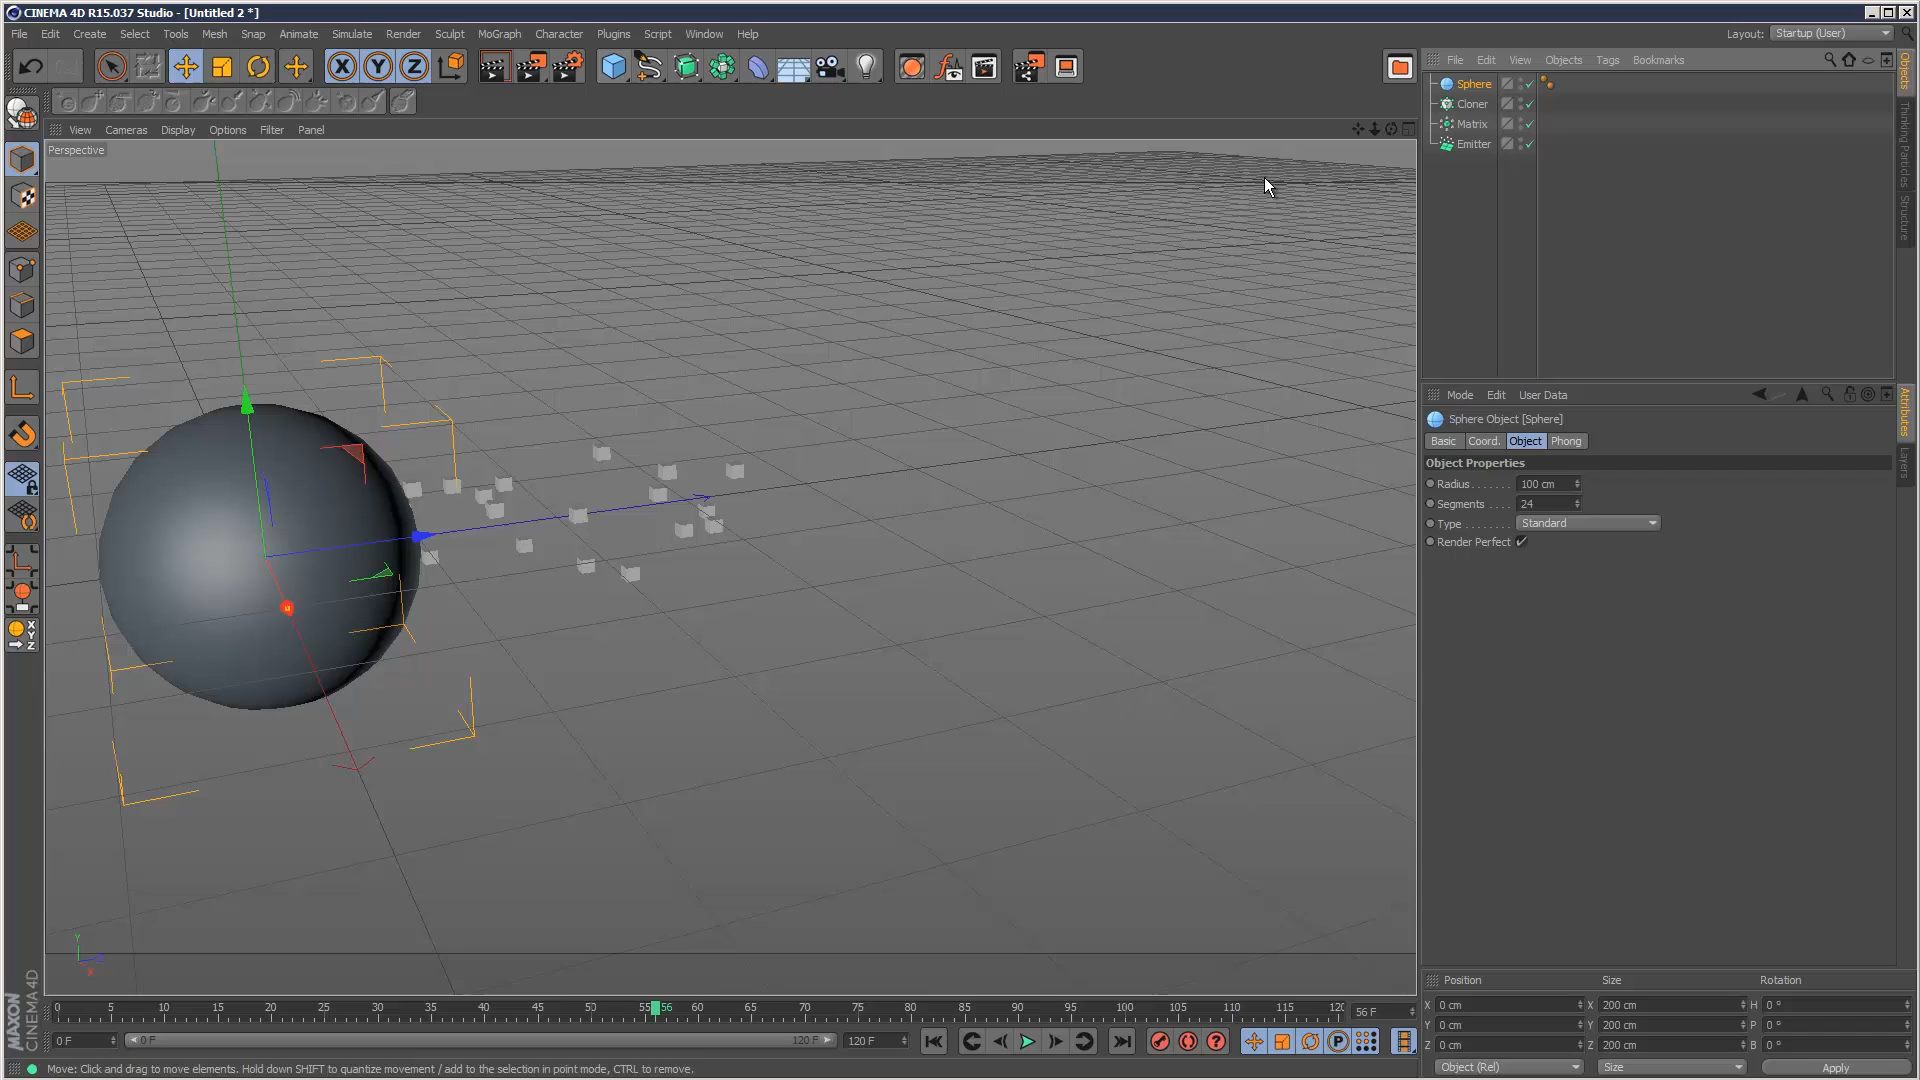 CINEMA 4D R15.037 Studio - [Untitled 2 *]
File Edit Create Select Tools Mesh Snap Animate Simulate Render Sculpt MoGraph Character Plugins Script Window Help
Layout: Startup (User)
File Edit View Objects Tags Bookmarks
Sphere
Cloner
Matrix
Emitter
Objects
Thinking Particles
Structure
View Cameras Display Options Filter Panel
Perspective
Mode Edit User Data
Sphere Object [Sphere]
Basic Coord. Object Phong
Object Properties
Radius . . . . . . . 100 cm
Segments . . . . 24
Type . . . . . . . . Standard
Render Perfect
Attributes
Layers
X Y Z
X
Y
Z
Y
Z
X
MAXON
CINEMA 4D
0 5 10 15 20 25 30 35 40 45 50 55 56 60 65 70 75 80 85 90 95 100 105 110 115 120
56 F
0 F
0 F
120 F
120 F
P
Position Size Rotation
X 0 cm X 200 cm H 0 °
Y 0 cm Y 200 cm P 0 °
Z 0 cm Z 200 cm B 0 °
Object (Rel) Size Apply
Move: Click and drag to move elements. Hold down SHIFT to quantize movement / add to the selection in point mode, CTRL to remove.